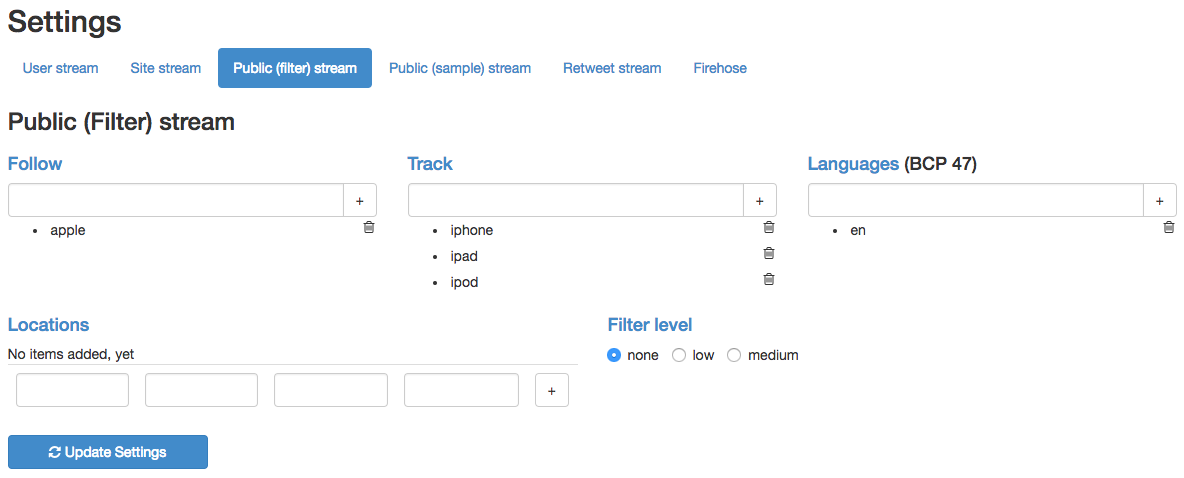 Settings
User stream Site stream Public (filter) stream Public (sample) stream Retweet stream Firehose
Public (Filter) stream
Follow Track Languages (BCP 47)
+ + +
• apple • iphone • en
• ipad
• ipod
Locations Filter level
No items added, yet none low medium
+
Update Settings